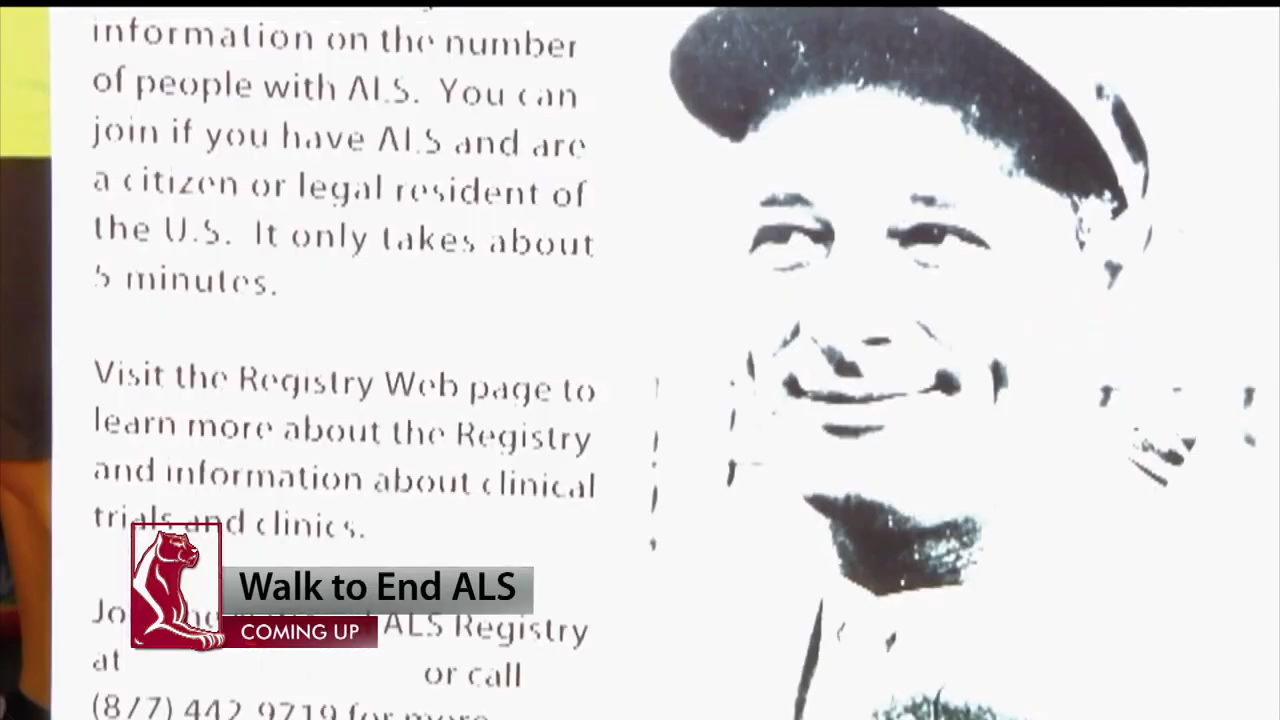 information on the number
of people with ALS. You can
join if you have ALS and are
a citizen or legal resident of
the U.S. It only takes about
5 minutes.
Visit the Registry Web page to
learn more about the Registry
and information about clinical
trials and clinics.
Walk to End ALS
COMING UP
Jo ALS Registry
at or call
(877) 442 9719 for more